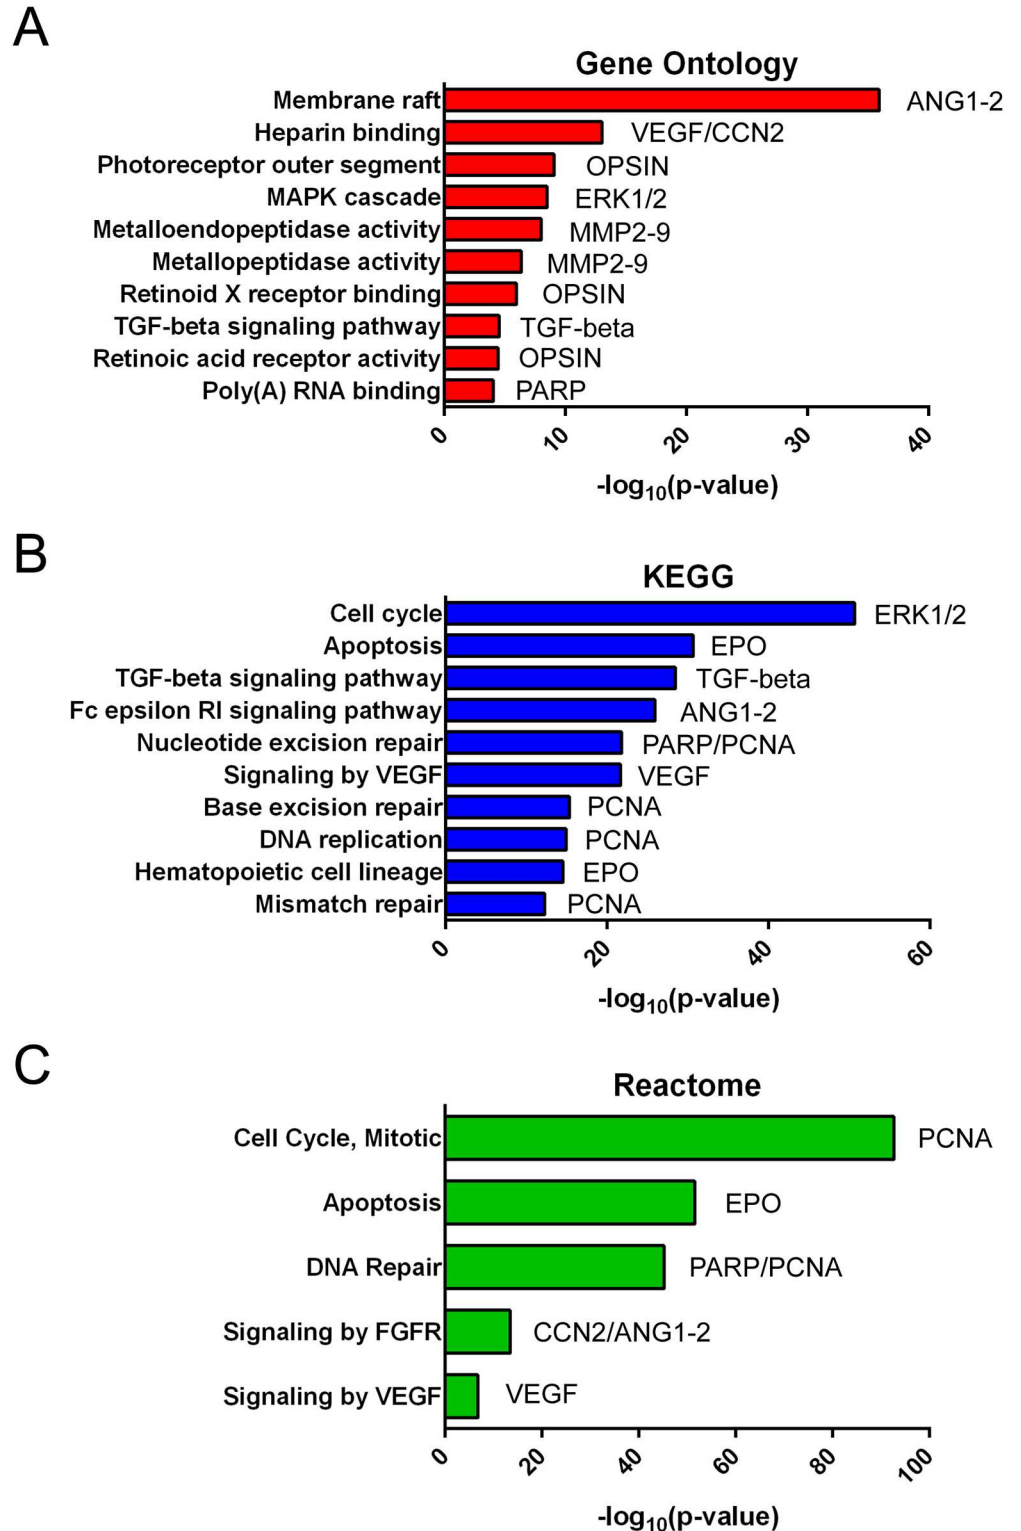 A
Gene Ontology
Membrane raft ANG1-2
Heparin binding VEGF/CCN2
Photoreceptor outer segment OPSIN
MAPK cascade ERK1/2
Metalloendopeptidase activity MMP2-9
Metallopeptidase activity MMP2-9
Retinoid X receptor binding OPSIN
TGF-beta signaling pathway TGF-beta
Retinoic acid receptor activity OPSIN
Poly(A) RNA binding PARP
0 10 20 30 40
-log10(p-value)
B
KEGG
Cell cycle ERK1/2
Apoptosis EPO
TGF-beta signaling pathway TGF-beta
Fc epsilon RI signaling pathway ANG1-2
Nucleotide excision repair PARP/PCNA
Signaling by VEGF VEGF
Base excision repair PCNA
DNA replication PCNA
Hematopoietic cell lineage EPO
Mismatch repair PCNA
0 20 40 60
-log10(p-value)
C
Reactome
Cell Cycle, Mitotic PCNA
Apoptosis EPO
DNA Repair PARP/PCNA
Signaling by FGFR CCN2/ANG1-2
Signaling by VEGF VEGF
0 20 40 60 80 100
-log10(p-value)